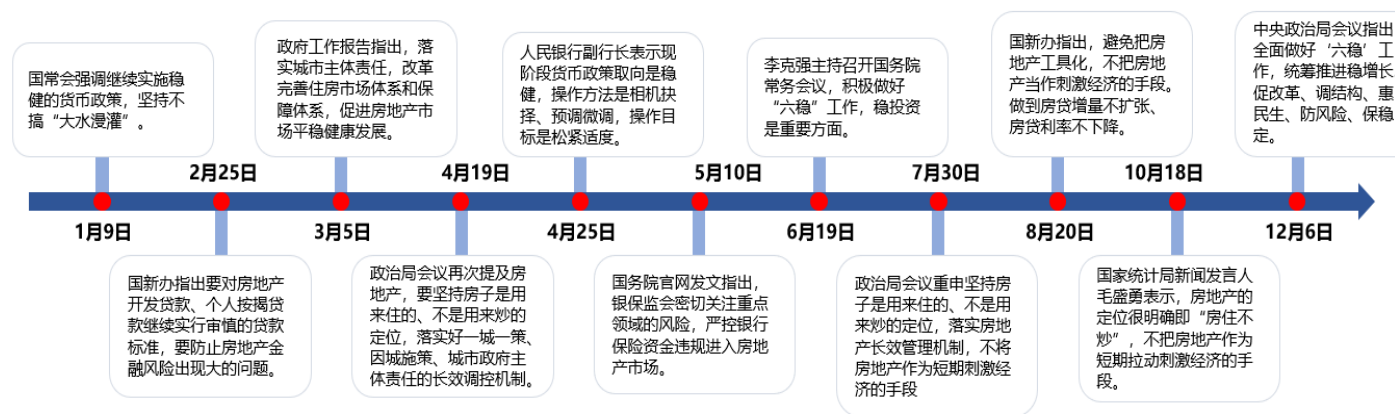 国常会强调继续实施稳
健的货币政策，坚持不
搞“大水漫灌”。
1月9日
2月25日
国新办指出要对房地产
开发贷款、个人按揭贷
款继续实行审慎的贷款
标准，要防止房地产金
融风险出现大的问题。
政府工作报告指出，落
实城市主体责任，改革
完善住房市场体系和保
障体系，促进房地产市
场平稳健康发展。
3月5日
4月19日
政治局会议再次提及房
地产，要坚持房子是用
来住的、不是用来炒的
定位，落实好一城一策、
因城施策、城市政府主
体责任的长效调控机制。
人民银行副行长表示现
阶段货币政策取向是稳
健，操作方法是相机抉
择、预调微调，操作目
标是松紧适度。
4月25日
5月10日
国务院官网发文指出，
银保监会密切关注重点
领域的风险，严控银行
保险资金违规进入房地
产市场。
李克强主持召开国务院
常务会议，积极做好
“六稳”工作，稳投资
是重要方面。
6月19日
7月30日
政治局会议重申坚持房
子是用来住的、不是用
来炒的定位，落实房地
产长效管理机制，不将
房地产作为短期刺激经
济的手段
国新办指出，避免把房
地产工具化，不把房地
产当作刺激经济的手段。
做到房贷增量不扩张、
房贷利率不下降。
8月20日
10月18日
国家统计局新闻发言人
毛盛勇表示，房地产的
定位很明确即“房住不
炒”，不把房地产作为
短期拉动刺激经济的手
段。
中央政治局会议指出
全面做好‘六稳’工
作，统筹推进稳增长
促改革、调结构、惠
民生、防风险、保稳
定。
12月6日